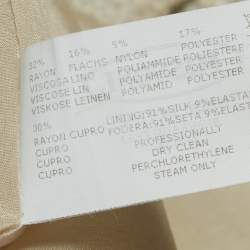 32% 16% 5% 17%
RAYON FLACHS NYLON POLYESTER
VISCOSA LINO POLIAMMIDE POLIESTERE
VISCOSE LIN POLYAMIDE POLYESTER
VISKOSE LEINEN POLYAMID POLYESTER
30%
RAYON CUPRO LINING:91%SILK 9%ELASTA
CUPRO FODERA:91%SETA 9%ELAST
CUPRO PROFESSIONALLY
CUPRO DRY CLEAN
PERCHLORETHYLENE
STEAM ONLY